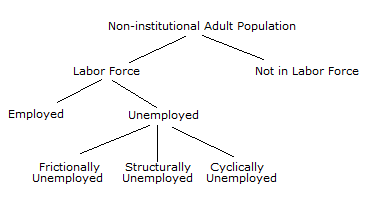 Non-institutional Adult Population
Labor Force
Not in Labor Force
Employed
Unemployed
Frictionally
Unemployed
Structurally
Unemployed
Cyclically
Unemployed